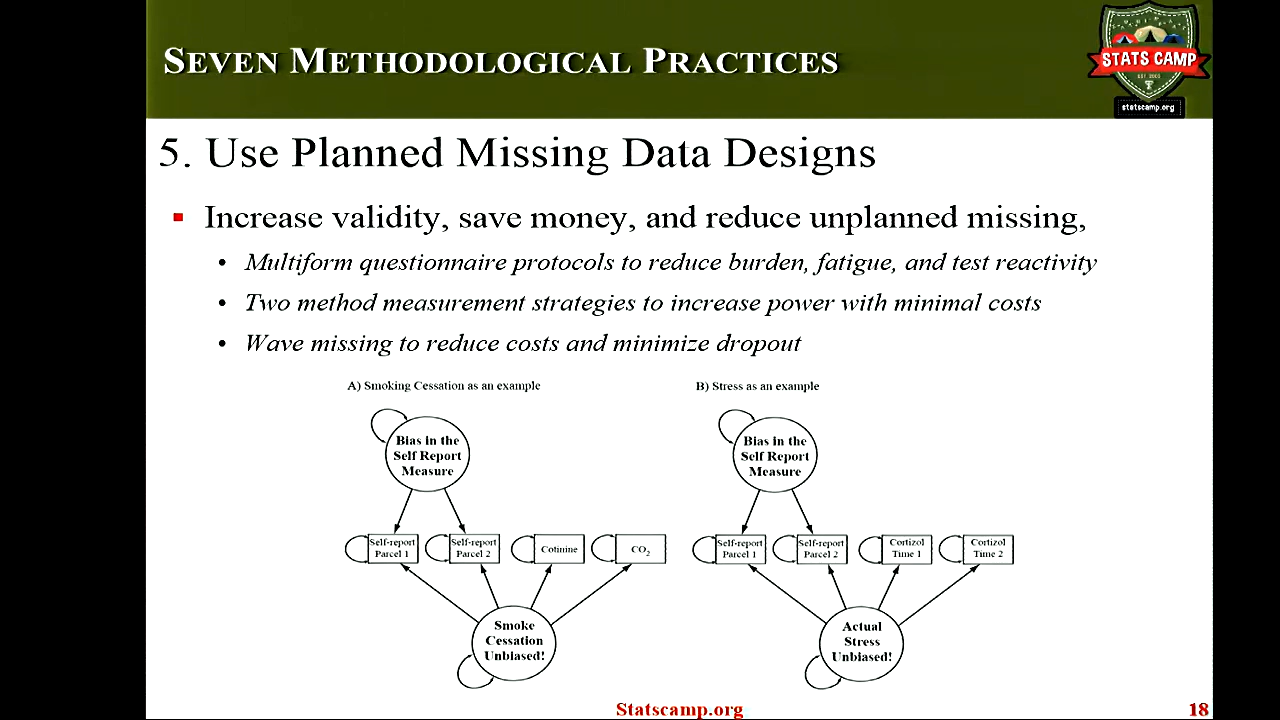 SEVEN METHODOLOGICAL PRACTICES
STATS CAMP
EST. 2003
statscamp.org
5. Use Planned Missing Data Designs
Increase validity, save money, and reduce unplanned missing,
Multiform questionnaire protocols to reduce burden, fatigue, and test reactivity
Two method measurement strategies to increase power with minimal costs
Wave missing to reduce costs and minimize dropout
A) Smoking Cessation as an example
Bias in the
Self Report
Measure
Self-report
Parcel 1
Self-report
Parcel 2
Cotinine
CO2
Smoke
Cessation
Unbiased!
B) Stress as an example
Bias in the
Self Report
Measure
Self-report
Parcel 1
Self-report
Parcel 2
Cortizol
Time 1
Cortizol
Time 2
Actual
Stress
Unbiased!
Statscamp.org
18